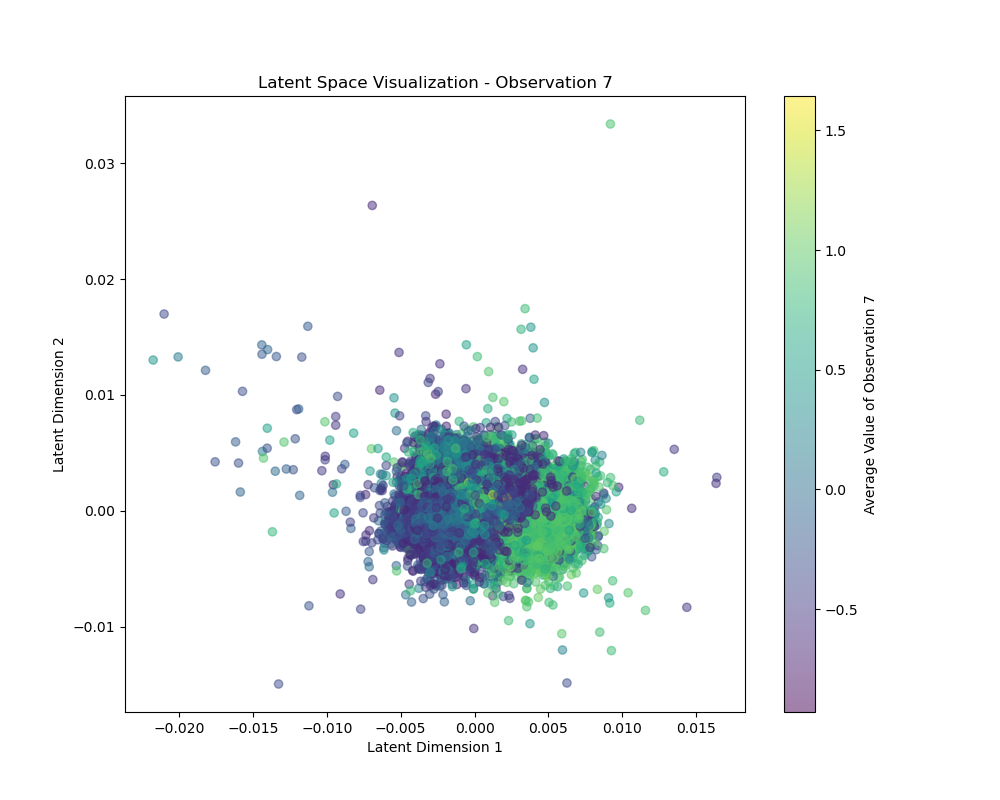 Latent Space Visualization - Observation 7
0.03
0.02
0.01
0.00
−0.01
Latent Dimension 2
−0.020 −0.015 −0.010 −0.005 0.000 0.005 0.010 0.015
Latent Dimension 1
1.5
1.0
0.5
0.0
−0.5
Average Value of Observation 7